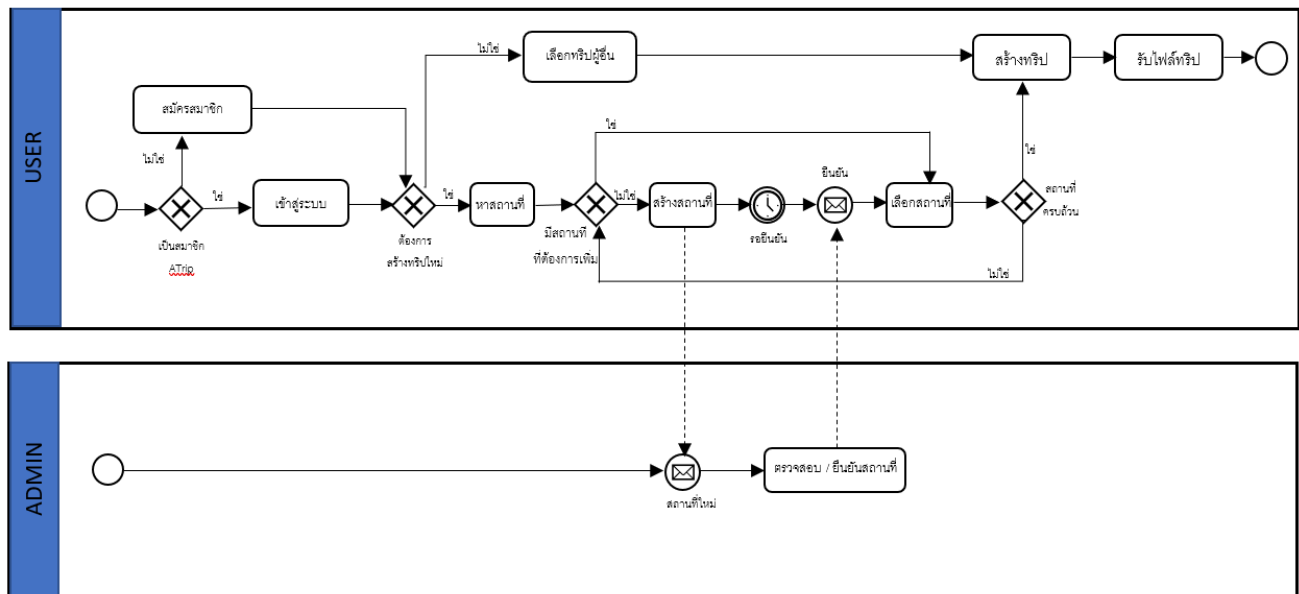 USER
ไม่ใช่
เลือกทริปผู้อื่น
สร้างทริป
รับไฟล์ทริป
สมัครสมาชิก
ไม่ใช่
ใช่
เข้าสู่ระบบ
เป็นสมาชิก
ATrip
ใช่
ต้องการ
สร้างทริปใหม่
หาสถานที่
ใช่
ไม่ใช่
มีสถานที่
ที่ต้องการเพิ่ม
สร้างสถานที่
รอยืนยัน
ยืนยัน
เลือกสถานที่
ใช่
สถานที่
ครบถ้วน
ไม่ใช่
ADMIN
สถานที่ใหม่
ตรวจสอบ / ยืนยันสถานที่